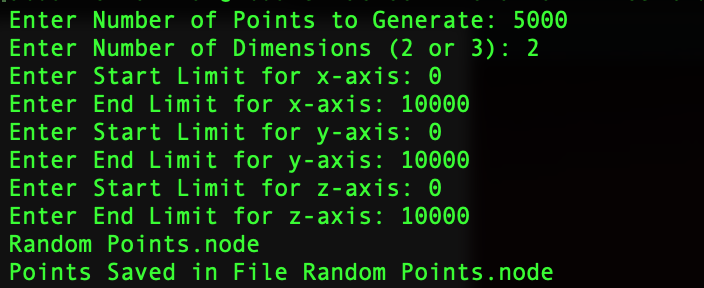 Enter Number of Points to Generate: 5000
Enter Number of Dimensions (2 or 3): 2
Enter Start Limit for x-axis: 0
Enter End Limit for x-axis: 10000
Enter Start Limit for y-axis: 0
Enter End Limit for y-axis: 10000
Enter Start Limit for z-axis: 0
Enter End Limit for z-axis: 10000
Random Points.node
Points Saved in File Random Points.node